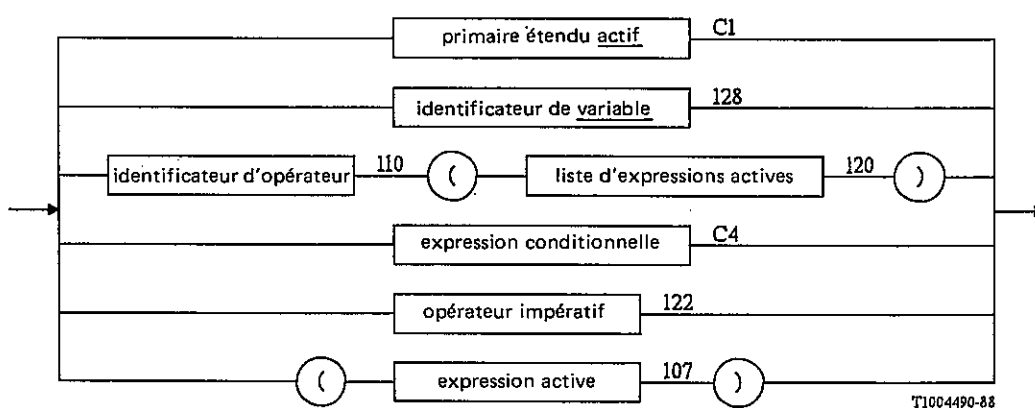 primaire étendu actif C1
identificateur de variable 128
identificateur d'opérateur 110 ( liste d'expressions actives 120 )
expression conditionnelle C4
opérateur impératif 122
( expression active 107 )
T1004490-88